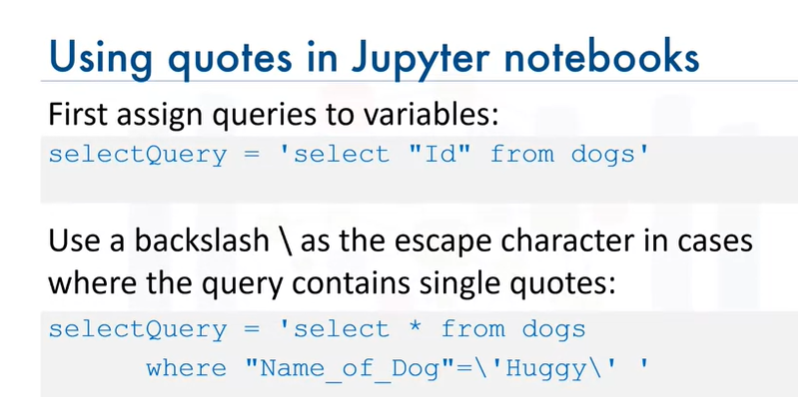 Using quotes in Jupyter notebooks
First assign queries to variables:
selectQuery = 'select "Id" from dogs'
Use a backslash \ as the escape character in cases
where the query contains single quotes:
selectQuery = 'select * from dogs
where "Name_of_Dog"=\'Huggy\' '